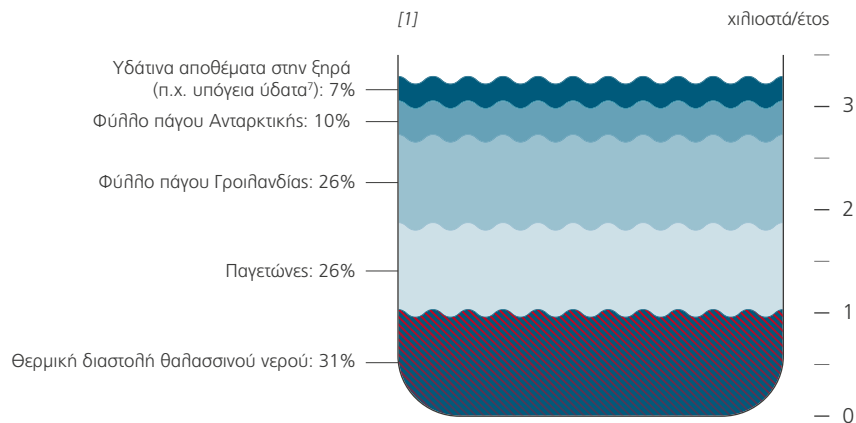 [1]
χιλιοστά/έτος
Υδάτινα αποθέματα στην ξηρά
(π.χ. υπόγεια ύδατα⁷): 7%
3
Φύλλο πάγου Ανταρκτικής: 10%
Φύλλο πάγου Γροιλανδίας: 26%
2
Παγετώνες: 26%
1
Θερμική διαστολή θαλασσινού νερού: 31%
0